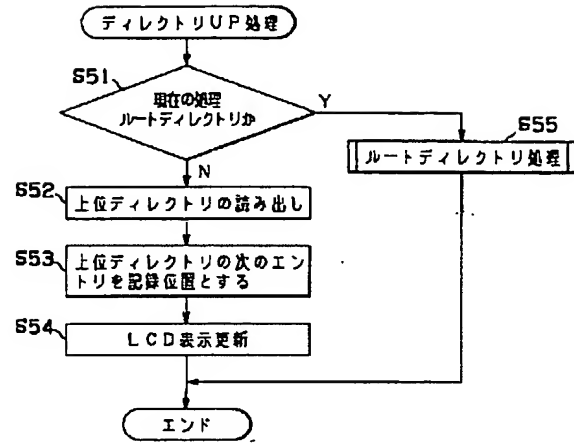 ディレクトリUP処理
S51
現在の処理
ルートディレクトリか
Y
S55
ルートディレクトリ処理
N
S52
上位ディレクトリの読み出し
S53
上位ディレクトリの次のエン
トリを記録位置とする
S54
LCD表示更新
エンド